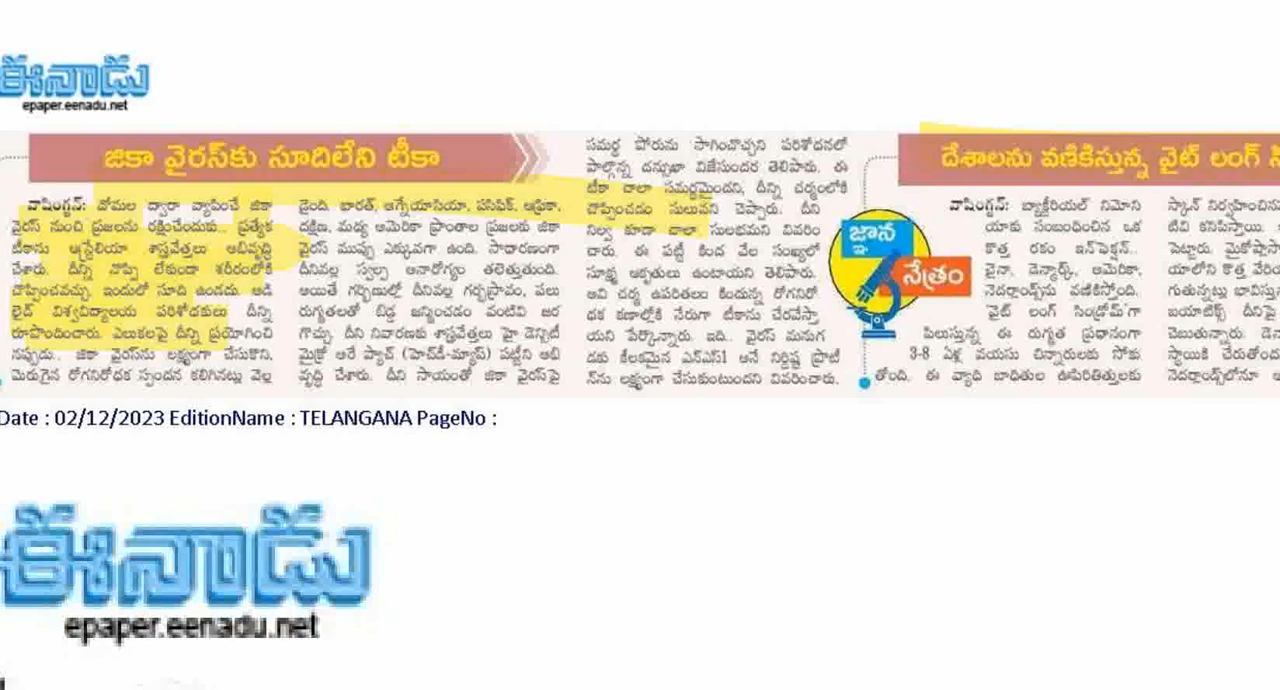 ఈనాడు
epaper.eenadu.net
జికా వైరస్‌కు సూదిలేని టీకా
వాషింగ్టన్: దోమల ద్వారా వ్యాపించే జికా
వైరస్ నుంచి ప్రజలను రక్షించేందుకు.. ప్రత్యేక
టీకాను ఆస్ట్రేలియా శాస్త్రవేత్తలు అభివృద్ధి
చేశారు. దీన్ని నొప్పి లేకుండా శరీరంలోకి
చొప్పించవచ్చు. ఇందులో సూది ఉండదు. అడి
లైడ్ విశ్వవిద్యాలయ పరిశోధకులు దీన్ని
రూపొందించారు. ఎలుకలపై దీన్ని ప్రయోగించి
నప్పుడు.. జికా వైరస్‌ను లక్ష్యంగా చేసుకొని,
మెరుగైన రోగనిరోధక స్పందన కలిగినట్లు వెల్ల
డైంది. భారత్, ఆగ్నేయాసియా, పసిఫిక్, ఆఫ్రికా,
దక్షిణ, మధ్య అమెరికా ప్రాంతాల ప్రజలకు జికా
వైరస్ ముప్పు ఎక్కువగా ఉంది. సాధారణంగా
దీనివల్ల స్వల్ప అనారోగ్యం తలెత్తుతుంది.
అయితే గర్భిణుల్లో దీనివల్ల గర్భస్రావం, పలు
రుగ్మతలతో బిడ్డ జన్మించడం వంటివి జర
గొచ్చు. దీని నివారణకు శాస్త్రవేత్తలు హై డెన్సిటీ
మైక్రో అరే ప్యాచ్ (హెచ్‌డీ-మ్యాప్) పట్టీని అభి
వృద్ధి చేశారు. దీని సాయంతో జికా వైరస్‌పై
సమర్థ పోరును సాగించొచ్చని పరిశోధనలో
పాల్గొన్న దనుష్కా విజేసుందర తెలిపారు. ఈ
టీకా చాలా సమర్థమైందని, దీన్ని చర్మంలోకి
చొప్పించడం సులువని చెప్పారు. దీని
నిల్వ కూడా చాలా సులభమని వివరిం
చారు. ఈ పట్టీ కింద వేల సంఖ్యలో
సూక్ష్మ ఆకృతులు ఉంటాయని తెలిపారు.
అవి చర్మ ఉపరితలం కిందున్న రోగనిరో
ధక కణాల్లోకి నేరుగా టీకాను చేరవేస్తా
యని పేర్కొన్నారు. ఇది.. వైరస్ మనుగ
డకు కీలకమైన ఎన్ఎస్1 అనే నిర్దిష్ట ప్రొటీ
న్‌ను లక్ష్యంగా చేసుకుంటుందని వివరించారు.
దేశాలను వణికిస్తున్న వైట్ లంగ్
జ్ఞాన
నేత్రం
వాషింగ్టన్: బ్యాక్టీరియల్ నిమోని
యాకు సంబంధించిన ఒక
కొత్త రకం ఇన్‌ఫెక్షన్..
చైనా, డెన్మార్క్, అమెరికా,
నెదర్లాండ్స్‌ను వణికిస్తోంది.
'వైట్ లంగ్ సిండ్రోమ్'గా
పిలుస్తున్న ఈ రుగ్మత ప్రధానంగా
3-8 ఏళ్ల వయసు చిన్నారులకు సోకు
తోంది. ఈ వ్యాధి బాధితుల ఊపిరితిత్తులకు
స్కాన్ నిర్వహించిన
టివి కనిపిస్తాయి.
పెట్టారు. మైకోప్లాస్మా
యాలోని కొత్త వేరియ
గుతున్నట్లు భావిస్తు
బయాటిక్స్ దీనిపై
చెబుతున్నారు. డె
స్థాయికి చేరుతోంద
నెదర్లాండ్స్‌లోనూ
Date : 02/12/2023 EditionName : TELANGANA PageNo :
ఈనాడు
epaper.eenadu.net